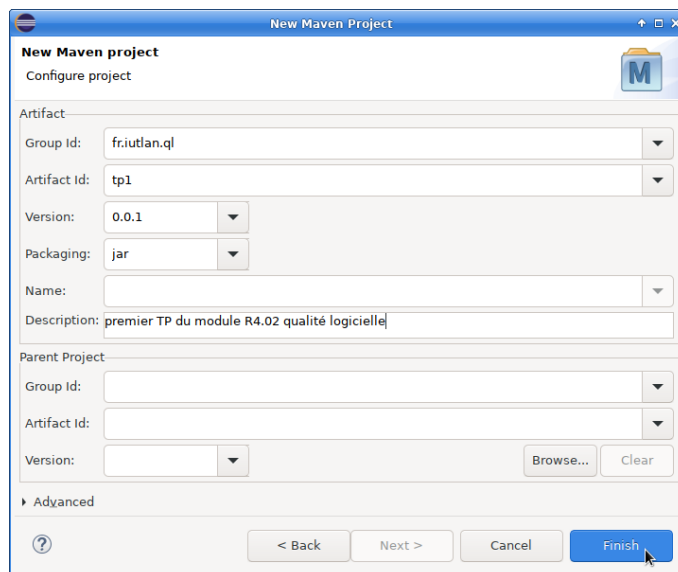 New Maven Project
New Maven project
Configure project
M
Artifact
Group Id: fr.iutlan.ql
Artifact Id: tp1
Version: 0.0.1
Packaging: jar
Name:
Description: premier TP du module R4.02 qualité logicielle
Parent Project
Group Id:
Artifact Id:
Version: Browse... Clear
Advanced
? < Back Next > Cancel Finish